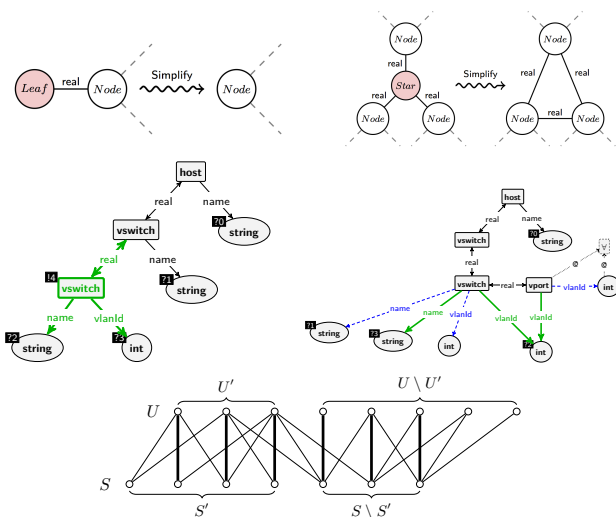 Leaf
real
Node
Simplify
Node
Node
real
Star
real
real
Node
Node
Simplify
Node
real
real
Node
real
Node
host
real
name
vswitch
?0
string
real
name
!4
vswitch
?1
string
name
vlanId
?2
string
?3
int
host
real
name
vswitch
?0
string
∀
real
@
@
vswitch
real
vport
vlanId
int
name
name
vlanId
vlanId
vlanId
?1
string
?3
string
int
?2
int
U′
U \ U′
U
S
S′
S \ S′